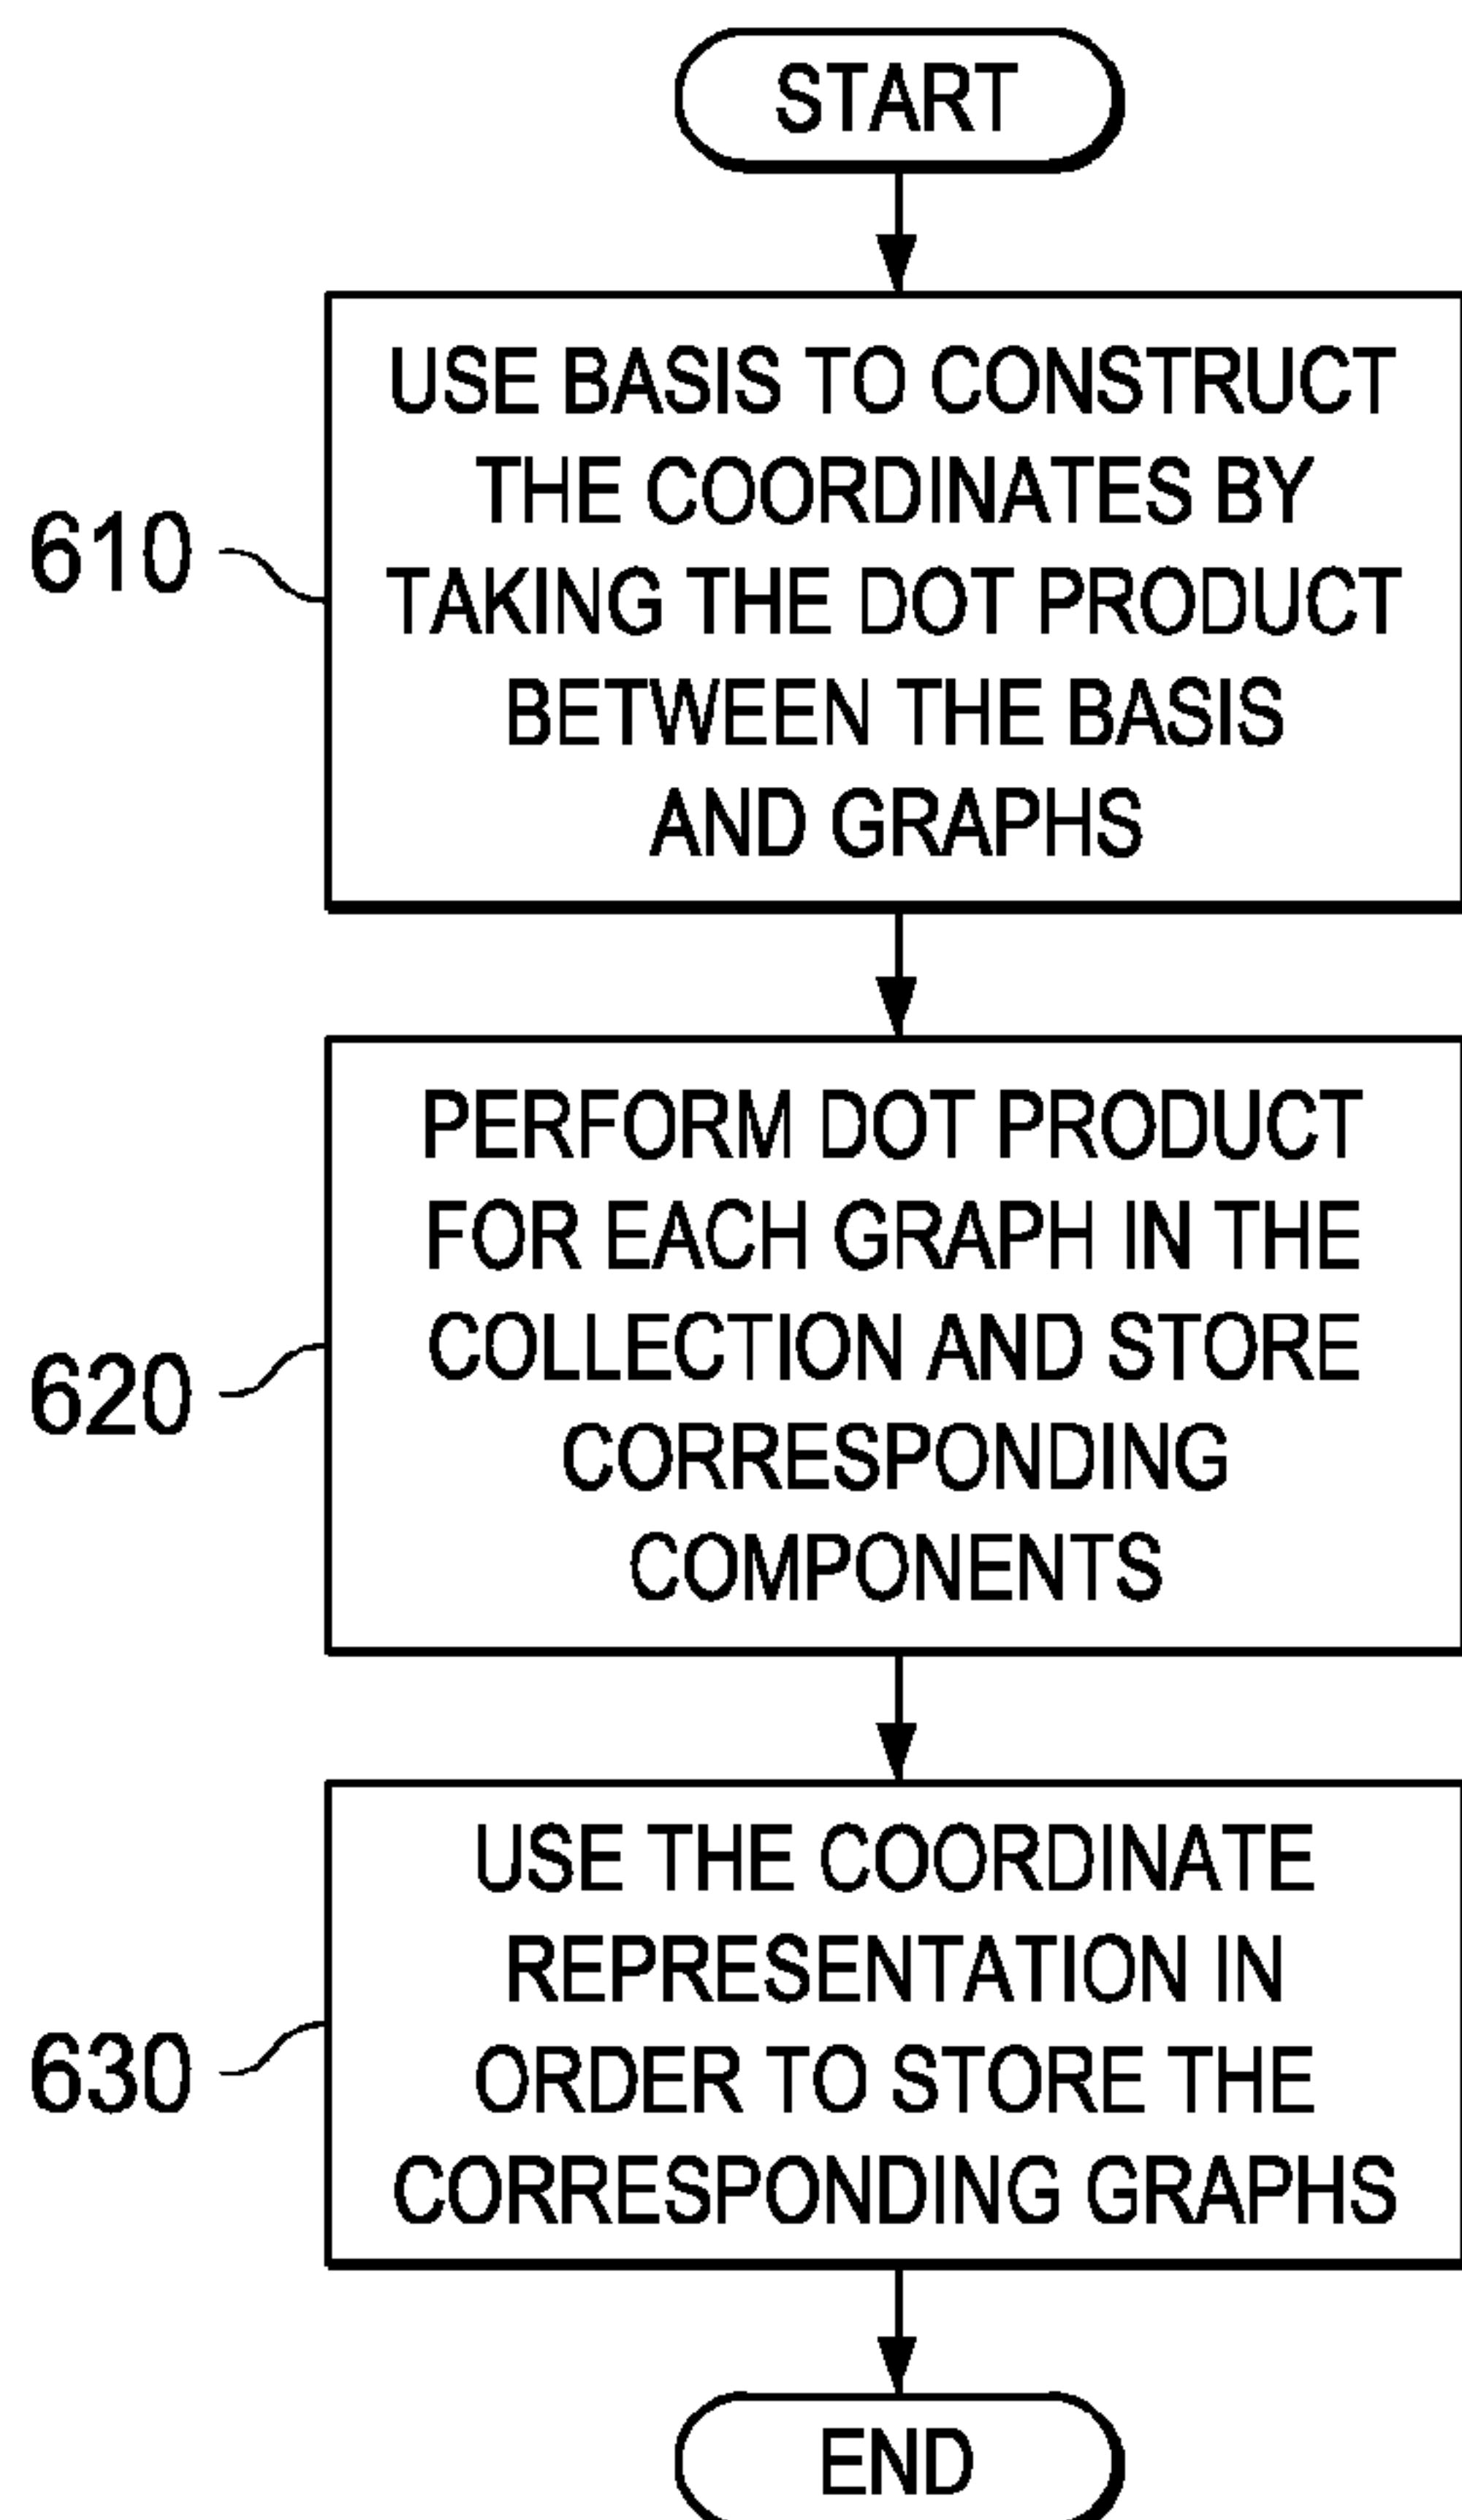 START
USE BASIS TO CONSTRUCT
THE COORDINATES BY
TAKING THE DOT PRODUCT
BETWEEN THE BASIS
AND GRAPHS
610
PERFORM DOT PRODUCT
FOR EACH GRAPH IN THE
COLLECTION AND STORE
CORRESPONDING
COMPONENTS
620
USE THE COORDINATE
REPRESENTATION IN
ORDER TO STORE THE
CORRESPONDING GRAPHS
630
END